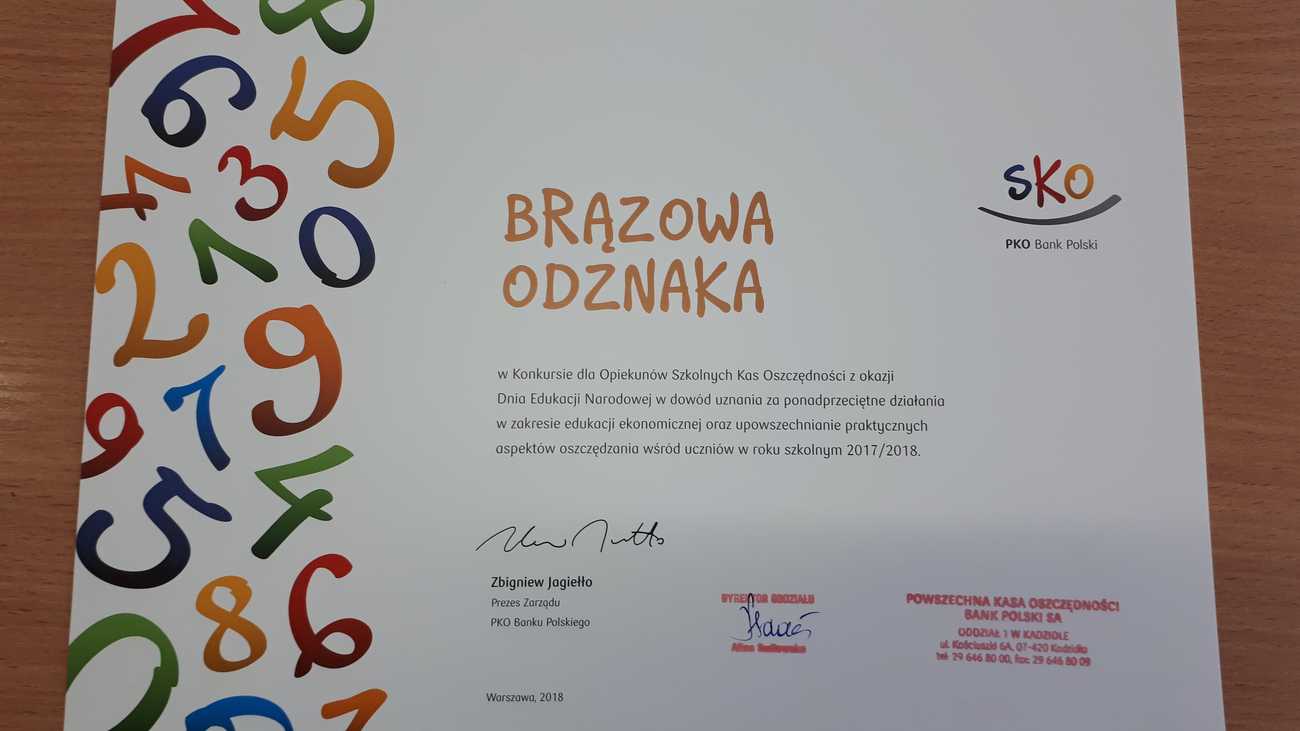 SKO
PKO Bank Polski
BRĄZOWA
ODZNAKA
w Konkursie dla Opiekunów Szkolnych Kas Oszczędności z okazji
Dnia Edukacji Narodowej w dowód uznania za ponadprzeciętne działania
w zakresie edukacji ekonomicznej oraz upowszechnianie praktycznych
aspektów oszczędzania wśród uczniów w roku szkolnym 2017/2018.
Zbigniew Jagiełło
Prezes Zarządu
PKO Banku Polskiego
DYREKTOR ODDZIAŁU
POWSZECHNA KASA OSZCZĘDNOŚCI
BANK POLSKI SA
ODDZIAŁ 1 W KADZIDLE
ul. Kościuszki 6A, 07-420 Kadzidło
tel. 29 646 80 00, fax: 29 646 80 09
Warszawa, 2018